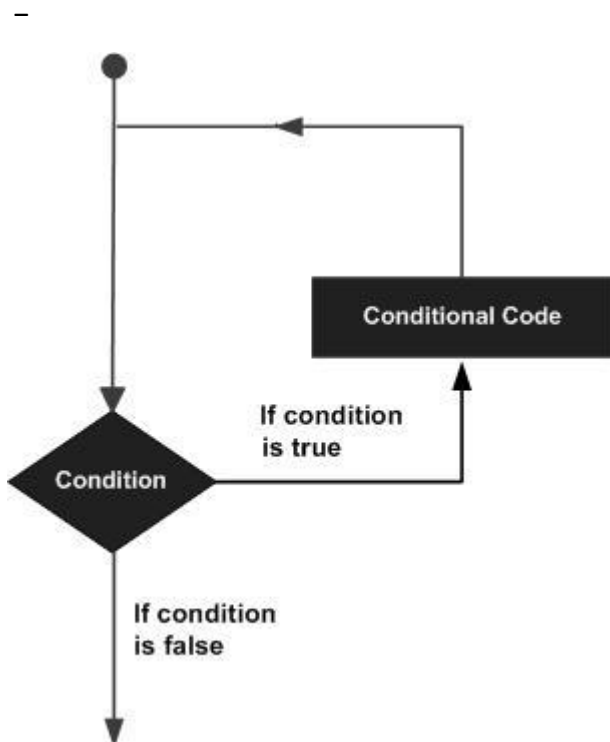 –
Conditional Code
If condition
is true
Condition
If condition
is false